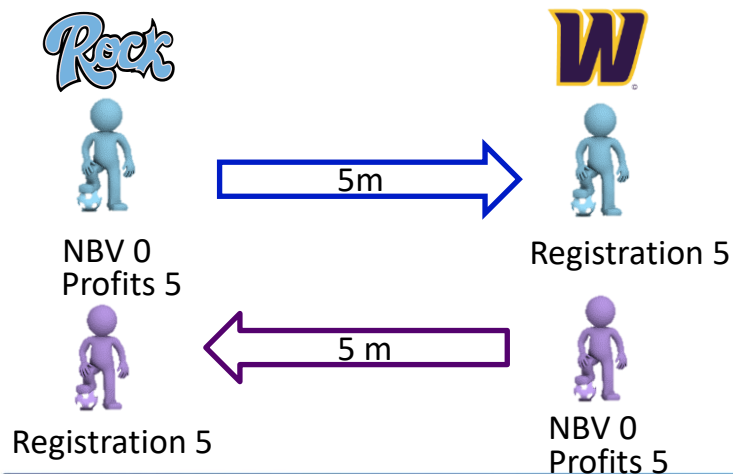 Rock
W
©
5m
NBV 0
Profits 5
Registration 5
5 m
Registration 5
NBV 0
Profits 5